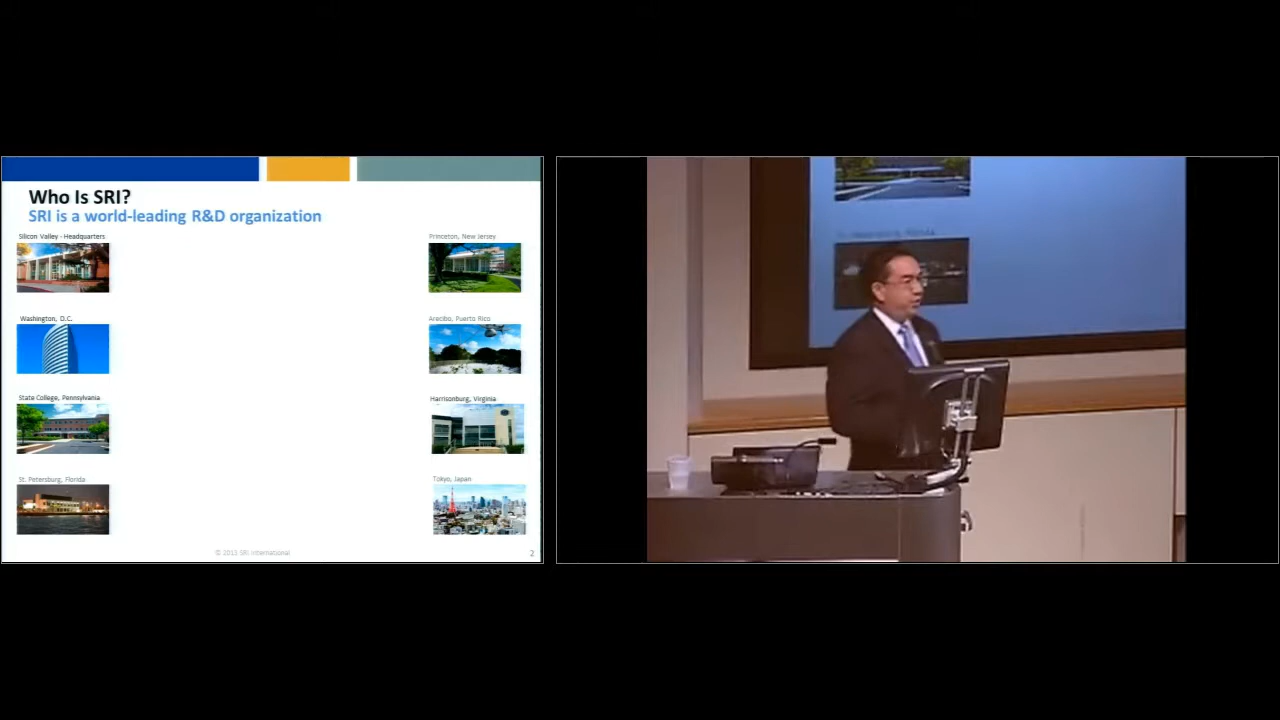 Who Is SRI?
SRI is a world-leading R&D organization
Silicon Valley - Headquarters
Princeton, New Jersey
Washington, D.C.
Arecibo, Puerto Rico
State College, Pennsylvania
Harrisonburg, Virginia
St. Petersburg, Florida
Tokyo, Japan
© 2013 SRI International
2